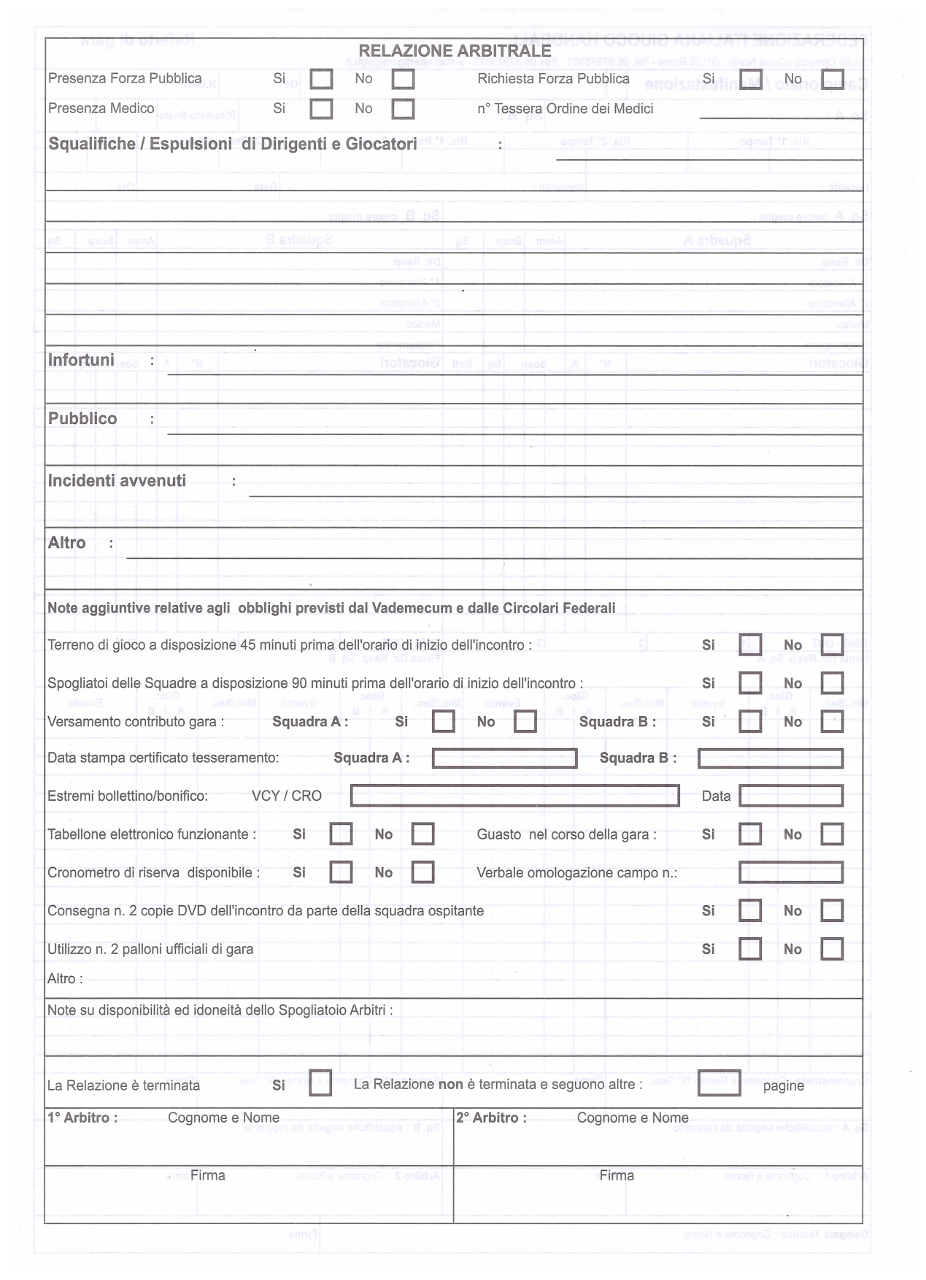 RELAZIONE ARBITRALE
Presenza Forza Pubblica Si No Richiesta Forza Pubblica Si No
Presenza Medico Si No n° Tessera Ordine dei Medici
Squalifiche / Espulsioni di Dirigenti e Giocatori :
Infortuni :
Pubblico :
Incidenti avvenuti :
Altro :
Note aggiuntive relative agli obblighi previsti dal Vademecum e dalle Circolari Federali
Terreno di gioco a disposizione 45 minuti prima dell'orario di inizio dell'incontro : Si No
Spogliatoi delle Squadre a disposizione 90 minuti prima dell'orario di inizio dell'incontro : Si No
Versamento contributo gara : Squadra A : Si No Squadra B : Si No
Data stampa certificato tesseramento: Squadra A : Squadra B :
Estremi bollettino/bonifico: VCY / CRO Data
Tabellone elettronico funzionante : Si No Guasto nel corso della gara : Si No
Cronometro di riserva disponibile : Si No Verbale omologazione campo n.:
Consegna n. 2 copie DVD dell'incontro da parte della squadra ospitante Si No
Utilizzo n. 2 palloni ufficiali di gara Si No
Altro :
Note su disponibilità ed idoneità dello Spogliatoio Arbitri :
La Relazione è terminata Si La Relazione non è terminata e seguono altre : pagine
1° Arbitro : Cognome e Nome 2° Arbitro : Cognome e Nome
Firma Firma